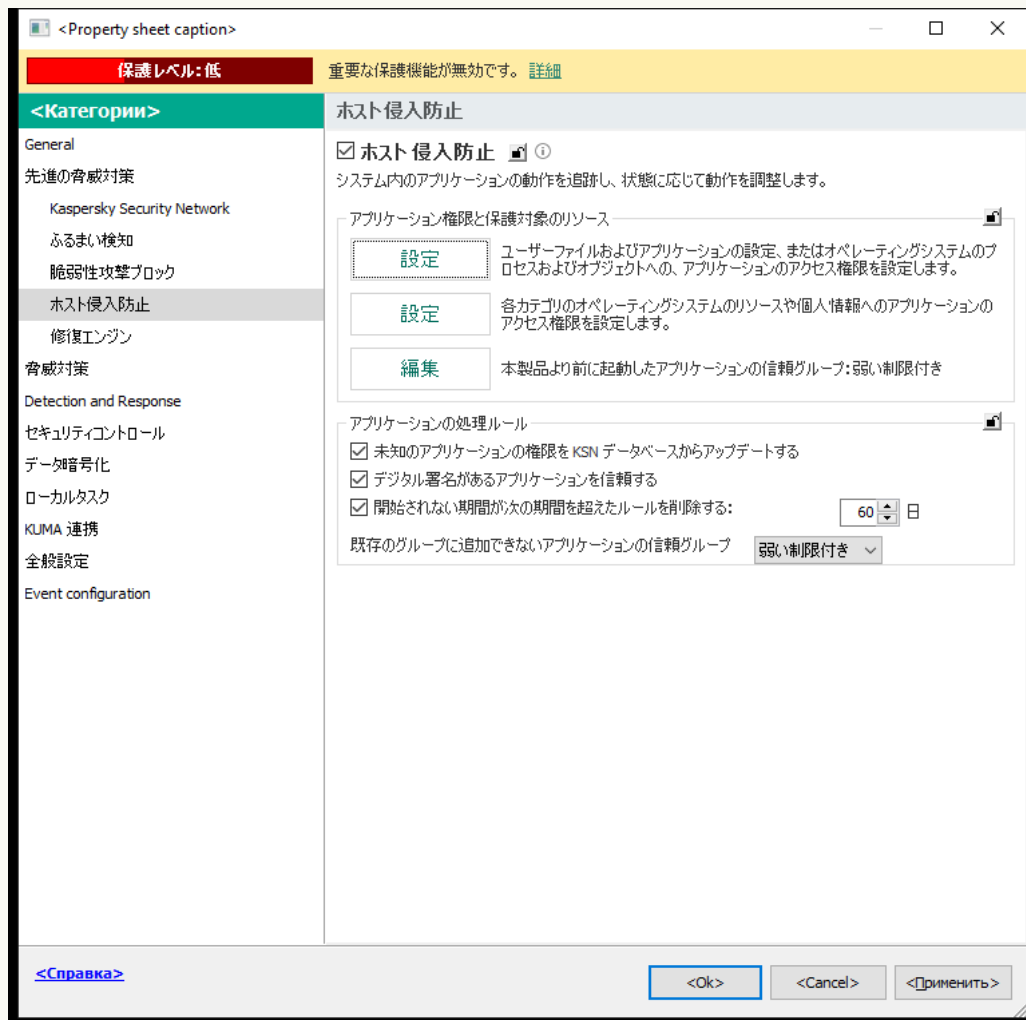 <Property sheet caption>
保護レベル: 低
重要な保護機能が無効です。 詳細
<Категории>
General
先進の脅威対策
Kaspersky Security Network
ふるまい検知
脆弱性攻撃ブロック
ホスト侵入防止
修復エンジン
脅威対策
Detection and Response
セキュリティコントロール
データ暗号化
ローカルタスク
KUMA 連携
全般設定
Event configuration
ホスト侵入防止
ホスト侵入防止
システム内のアプリケーションの動作を追跡し、状態に応じて動作を調整します。
アプリケーション権限と保護対象のリソース
設定
ユーザーファイルおよびアプリケーションの設定、またはオペレーティングシステムのプ
ロセスおよびオブジェクトへの、アプリケーションのアクセス権限を設定します。
設定
各カテゴリのオペレーティングシステムのリソースや個人情報へのアプリケーションの
アクセス権限を設定します。
編集
本製品より前に起動したアプリケーションの信頼グループ: 弱い制限付き
アプリケーションの処理ルール
未知のアプリケーションの権限を KSN データベースからアップデートする
デジタル署名があるアプリケーションを信頼する
開始されない期間が次の期間を超えたルールを削除する: 60 日
既存のグループに追加できないアプリケーションの信頼グループ 弱い制限付き
<Справка>
<Ok> <Cancel> <Применить>